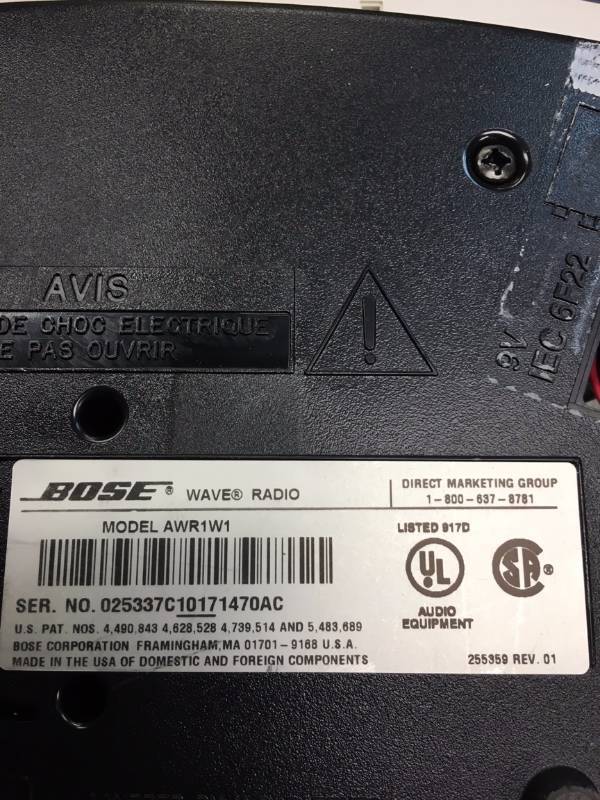 AVIS
DE CHOC ELECTRIQUE
E PAS OUVRIR
9V
IEC 6F22
BOSE ® WAVE® RADIO
DIRECT MARKETING GROUP
1-800-637-8781
MODEL AWR1W1
LISTED 917D
UL
SA ®
AUDIO
EQUIPMENT
SER. NO. 025337C10171470AC
U.S. PAT. NOS. 4,490,843 4,628,528 4,739,514 AND 5,483,689
BOSE CORPORATION FRAMINGHAM, MA 01701-9168 U.S.A.
MADE IN THE USA OF DOMESTIC AND FOREIGN COMPONENTS
255359 REV. 01